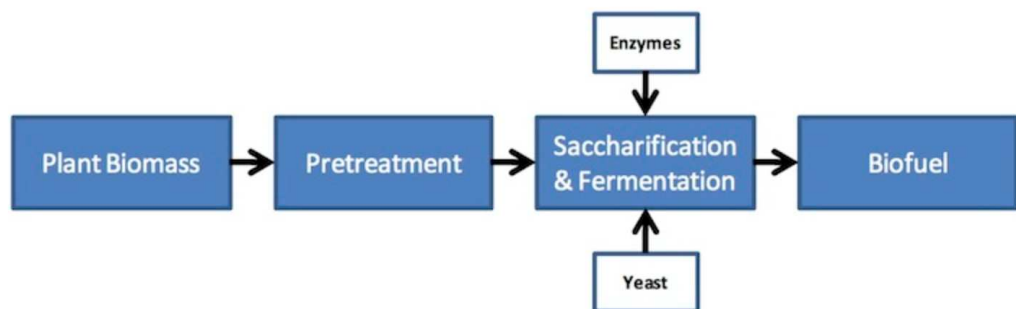 Enzymes
Plant Biomass
Pretreatment
Saccharification
& Fermentation
Biofuel
Yeast